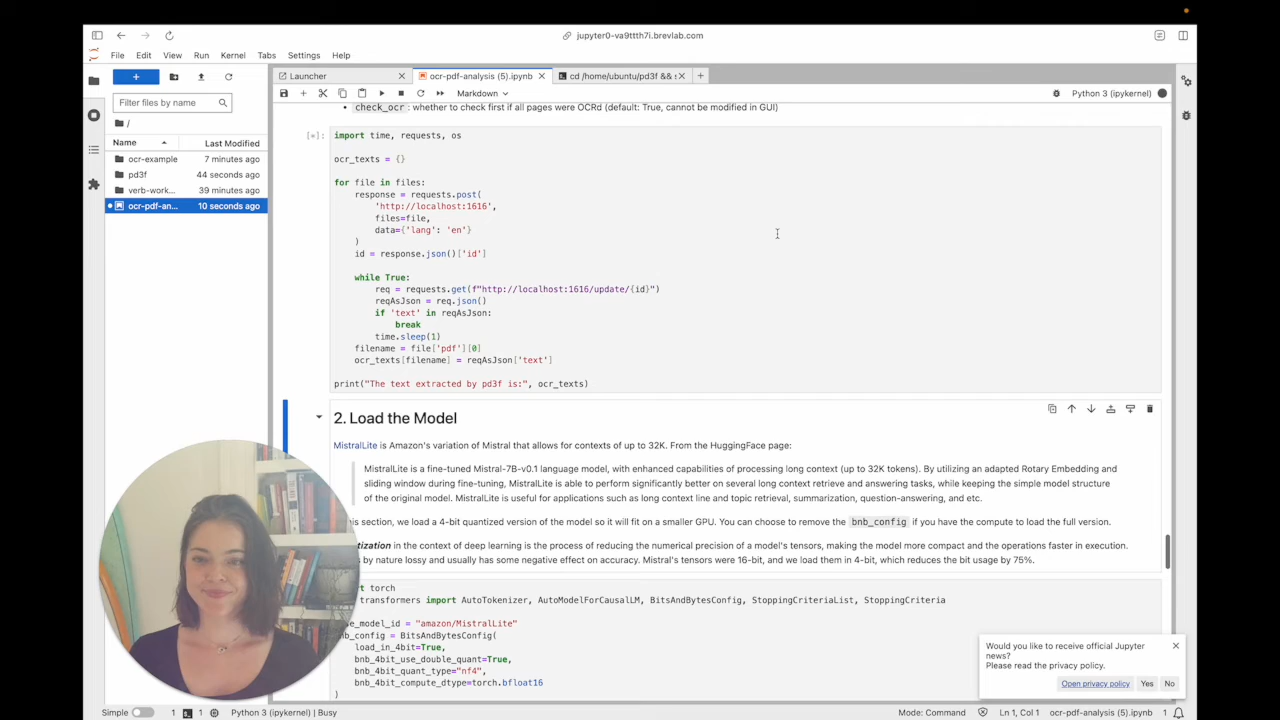 jupyter0-va9ttth7i.brevlab.com
File Edit View Run Kernel Tabs Settings Help
Launcher
ocr-pdf-analysis (5).ipynb
cd /home/ubuntu/pd3f && s
Filter files by name
Markdown
Python 3 (ipykernel)
/
Name Last Modified
ocr-example 7 minutes ago
pd3f 44 seconds ago
verb-work... 39 minutes ago
ocr-pdf-an... 10 seconds ago
check_ocr: whether to check first if all pages were OCRd (default: True, cannot be modified in GUI)
[*]:
import time, requests, os
ocr_texts = {}
for file in files:
response = requests.post(
'http://localhost:1616',
files=file,
data={'lang': 'en'}
)
id = response.json()['id']
while True:
req = requests.get(f"http://localhost:1616/update/{id}")
reqAsJson = req.json()
if 'text' in reqAsJson:
break
time.sleep(1)
filename = file['pdf'][0]
ocr_texts[filename] = reqAsJson['text']
print("The text extracted by pd3f is:", ocr_texts)
2. Load the Model
MistralLite is Amazon's variation of Mistral that allows for contexts of up to 32K. From the HuggingFace page:
MistralLite is a fine-tuned Mistral-7B-v0.1 language model, with enhanced capabilities of processing long context (up to 32K tokens). By utilizing an adapted Rotary Embedding and
sliding window during fine-tuning, MistralLite is able to perform significantly better on several long context retrieve and answering tasks, while keeping the simple model structure
of the original model. MistralLite is useful for applications such as long context line and topic retrieval, summarization, question-answering, and etc.
is section, we load a 4-bit quantized version of the model so it will fit on a smaller GPU. You can choose to remove the bnb_config if you have the compute to load the full version.
in the context of deep learning is the process of reducing the numerical precision of a model's tensors, making the model more compact and the operations faster in execution.
by nature lossy and usually has some negative effect on accuracy. Mistral's tensors were 16-bit, and we load them in 4-bit, which reduces the bit usage by 75%.
torch
transformers import AutoTokenizer, AutoModelForCausalLM, BitsAndBytesConfig, StoppingCriteriaList, StoppingCriteria
_model_id = "amazon/MistralLite"
nb_config = BitsAndBytesConfig(
load_in_4bit=True,
bnb_4bit_use_double_quant=True,
bnb_4bit_quant_type="nf4",
bnb_4bit_compute_dtype=torch.bfloat16
)
Would you like to receive official Jupyter
news?
Please read the privacy policy.
Open privacy policy Yes No
Simple 1 1 Python 3 (ipykernel) | Busy
Mode: Command Ln 1, Col 1 ocr-pdf-analysis (5).ipynb 1